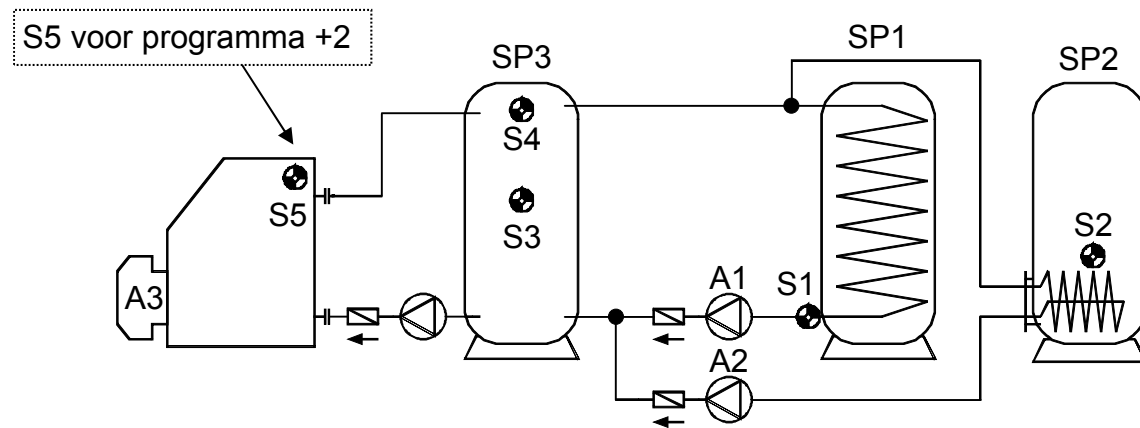 S5 voor programma +2
SP3
SP1
SP2
S4
S5
S3
S2
A3
A1
S1
A2